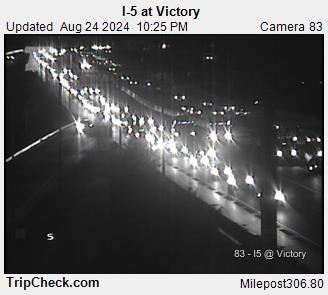 I-5 at Victory
Updated Aug 24 2024 10:25 PM Camera 83
S
83 - I5 @ Victory
TripCheck.com Milepost306.80